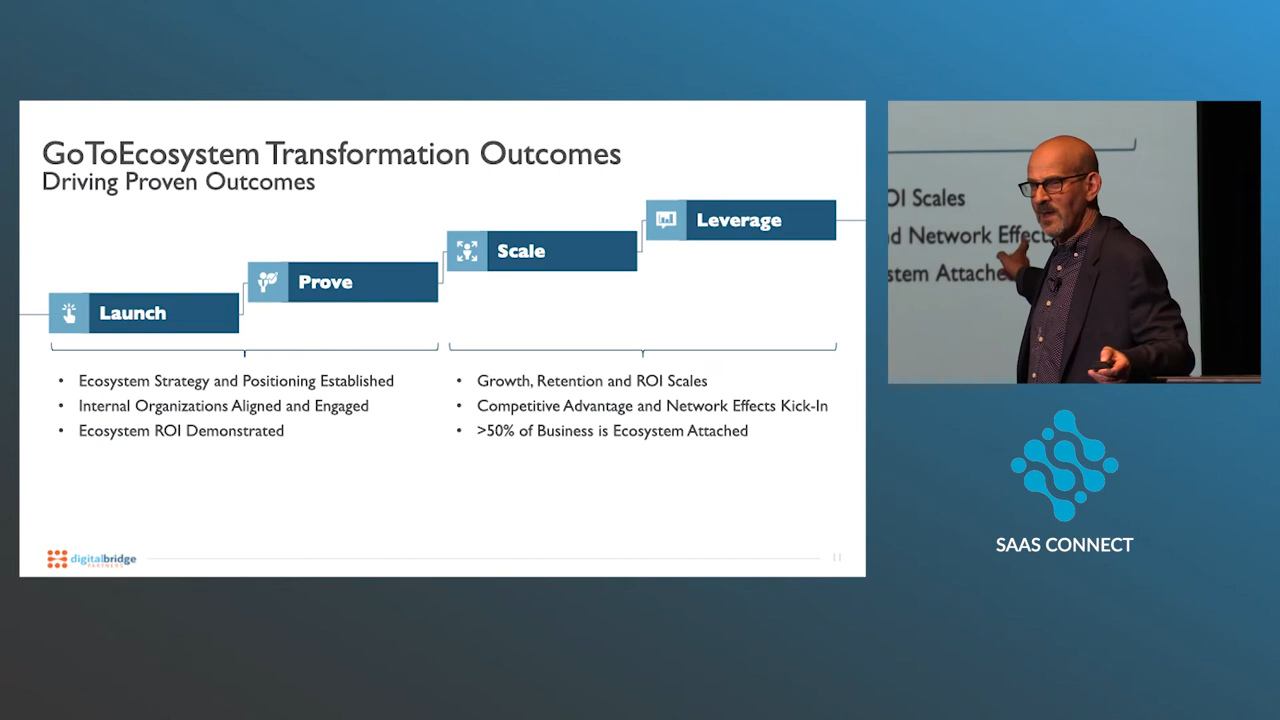 GoToEcosystem Transformation Outcomes
Driving Proven Outcomes
Launch
Prove
Scale
Leverage
• Ecosystem Strategy and Positioning Established
• Internal Organizations Aligned and Engaged
• Ecosystem ROI Demonstrated
• Growth, Retention and ROI Scales
• Competitive Advantage and Network Effects Kick-In
• >50% of Business is Ecosystem Attached
digitalbridge
PARTNERS
11
OI Scales
d Network Effects
stem Attache
SAAS CONNECT